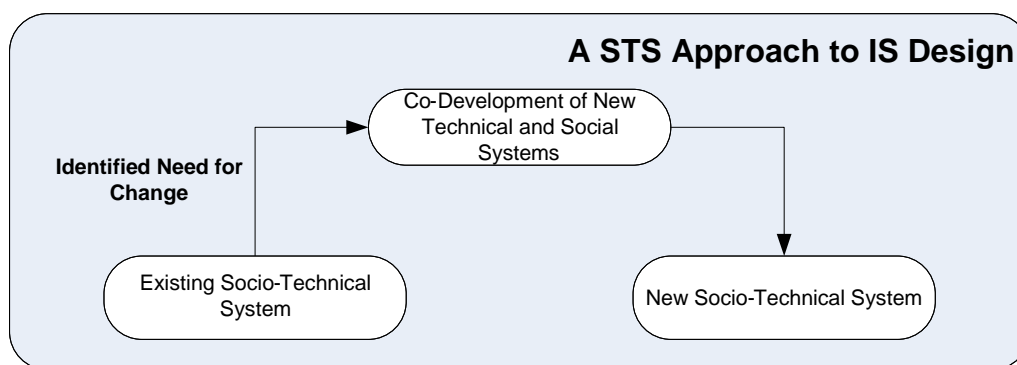 A STS Approach to IS Design
Co-Development of New
Technical and Social
Systems
Identified Need for
Change
Existing Socio-Technical
System
New Socio-Technical System